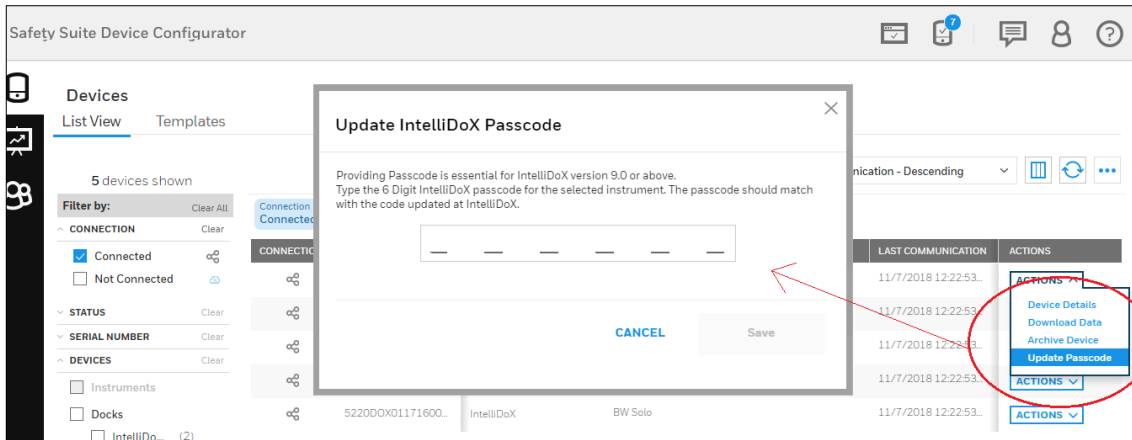 Safety Suite Device Configurator
7
Devices
List View Templates
5 devices shown
Filter by: Clear All
CONNECTION Clear
Connected
Not Connected
STATUS Clear
SERIAL NUMBER Clear
DEVICES Clear
Instruments
Docks
IntelliDo... (2)
Connection
Connected
nication - Descending
CONNECTIO LAST COMMUNICATION ACTIONS
11/7/2018 12:22:53... ACTIONS
11/7/2018 12:22:53...
11/7/2018 12:22:53...
11/7/2018 12:22:53... ACTIONS
5220DOX01171600... IntelliDoX BW Solo 11/7/2018 12:22:53... ACTIONS
Device Details
Download Data
Archive Device
Update Passcode
Update IntelliDoX Passcode
Providing Passcode is essential for IntelliDoX version 9.0 or above.
Type the 6 Digit IntelliDoX passcode for the selected instrument. The passcode should match
with the code updated at IntelliDoX.
CANCEL Save